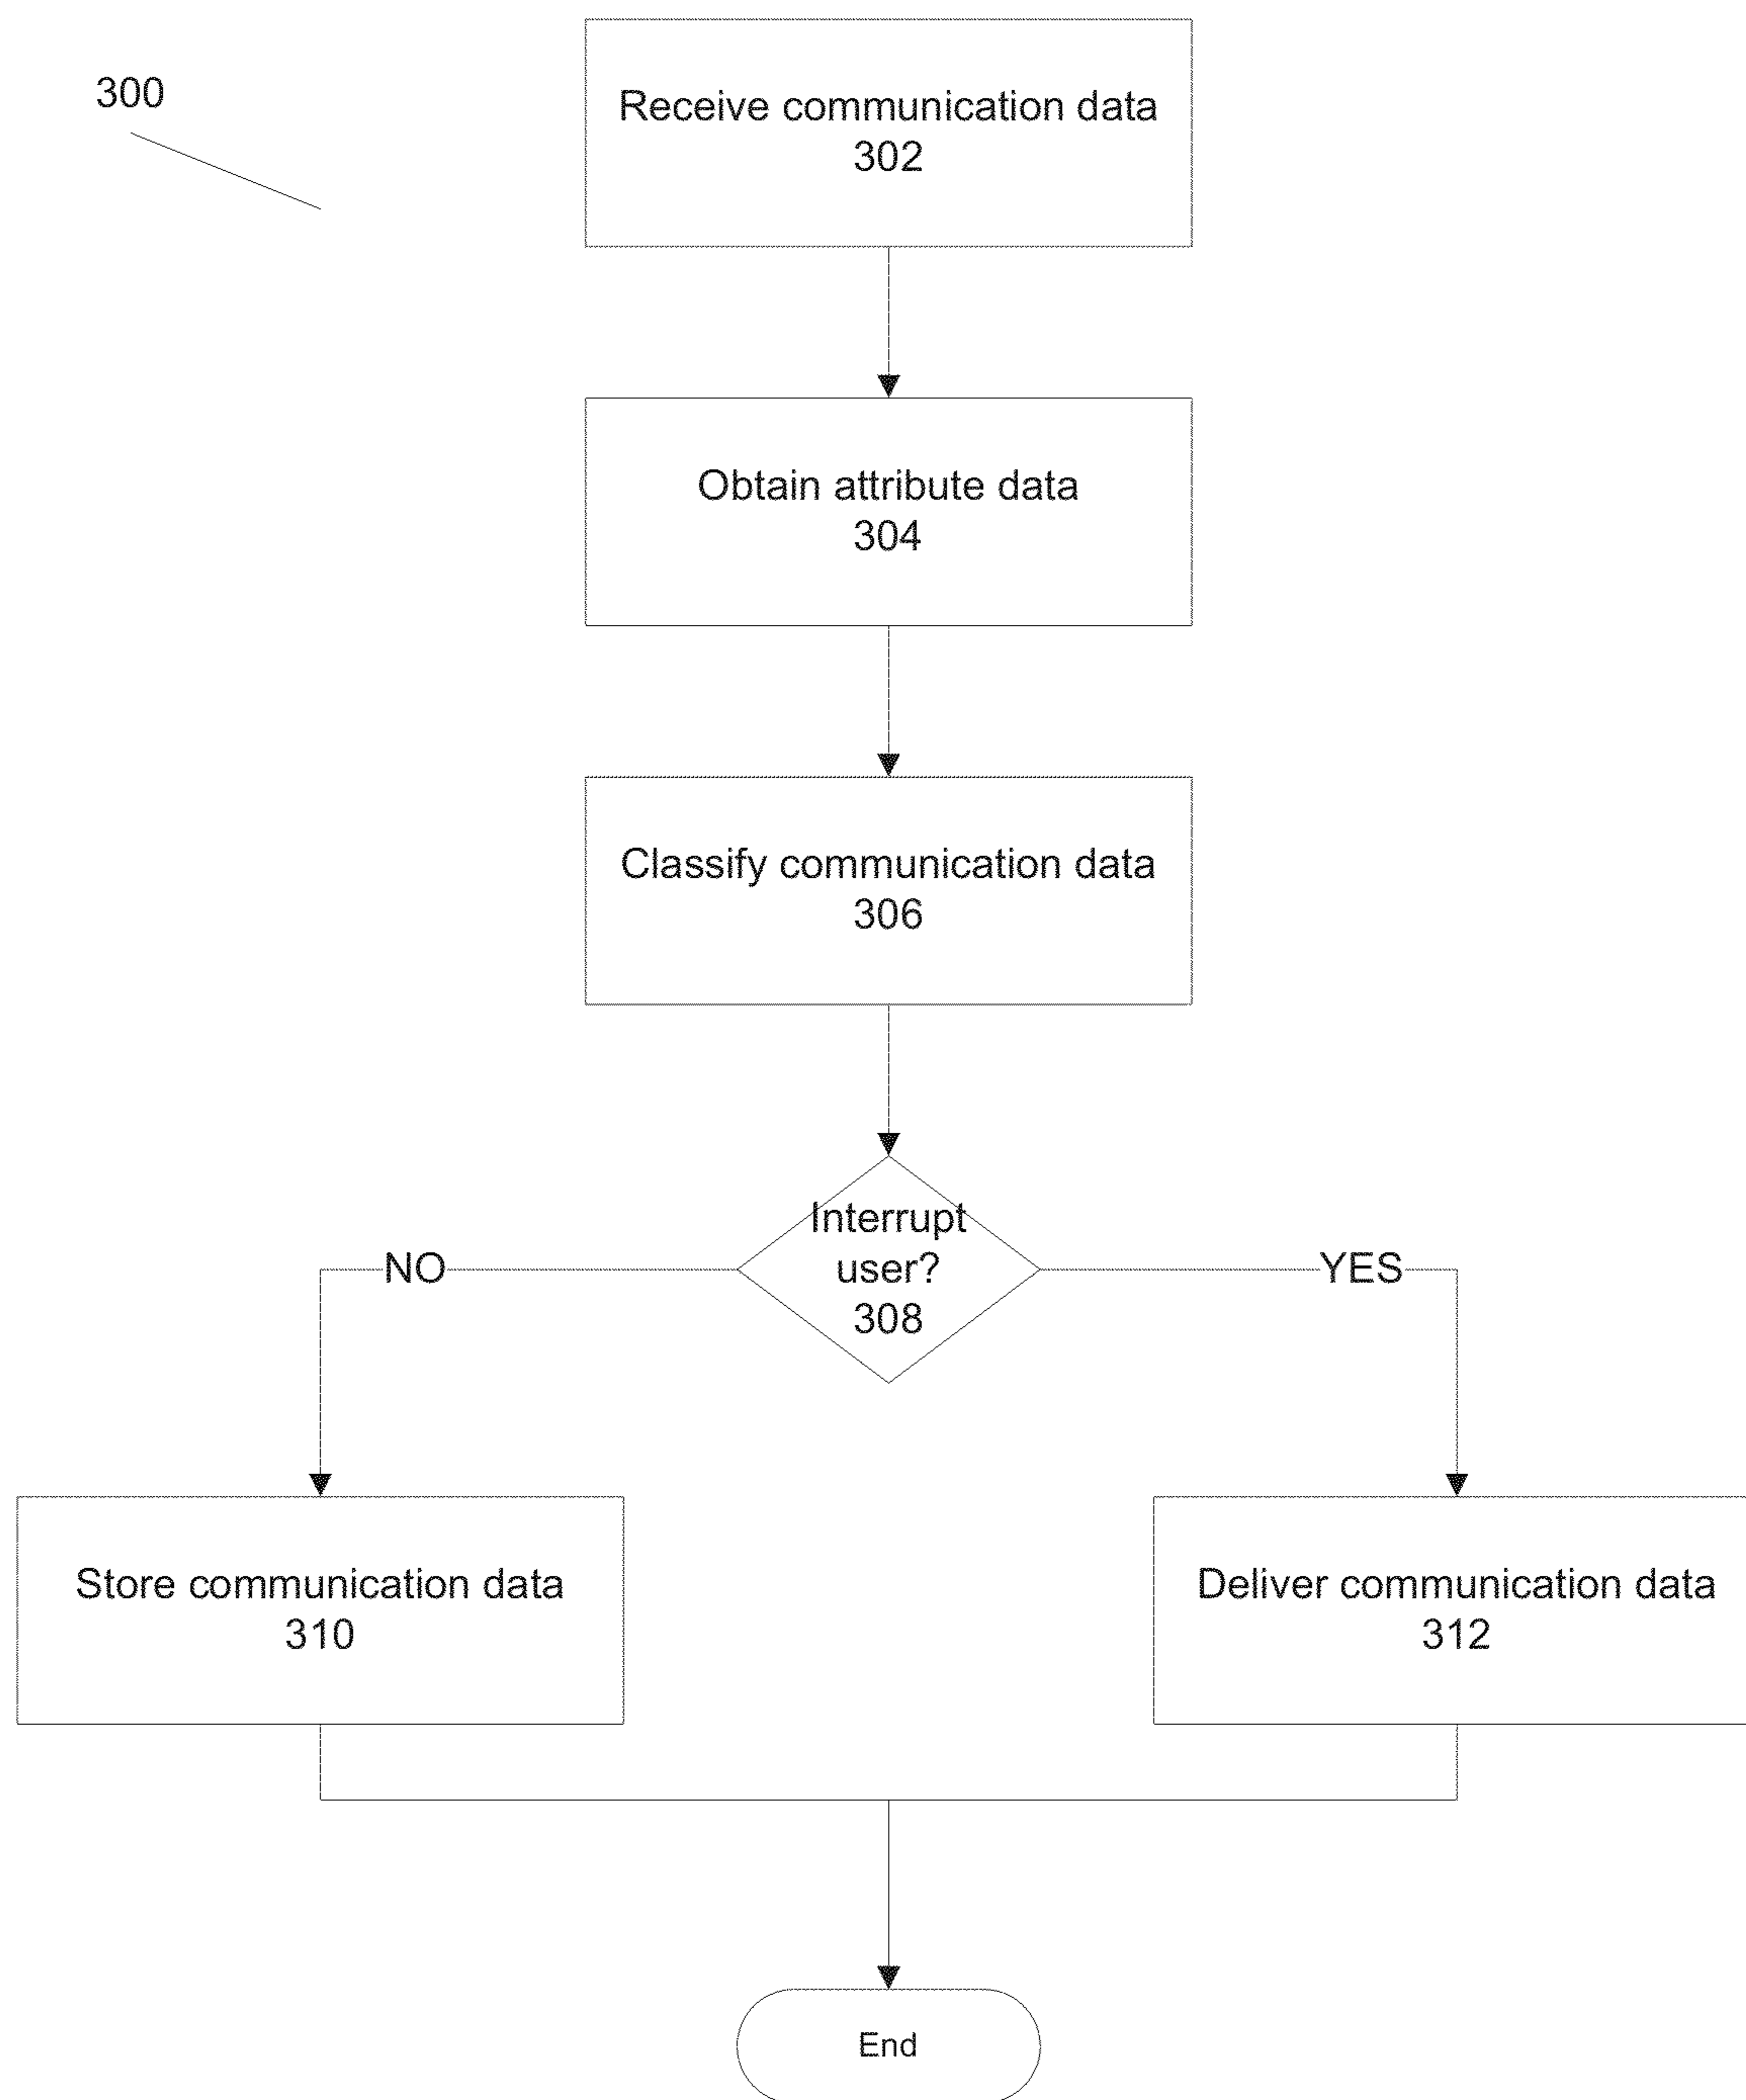 300
Receive communication data
302
Obtain attribute data
304
Classify communication data
306
Interrupt
user?
308
NO
YES
Store communication data
310
Deliver communication data
312
End